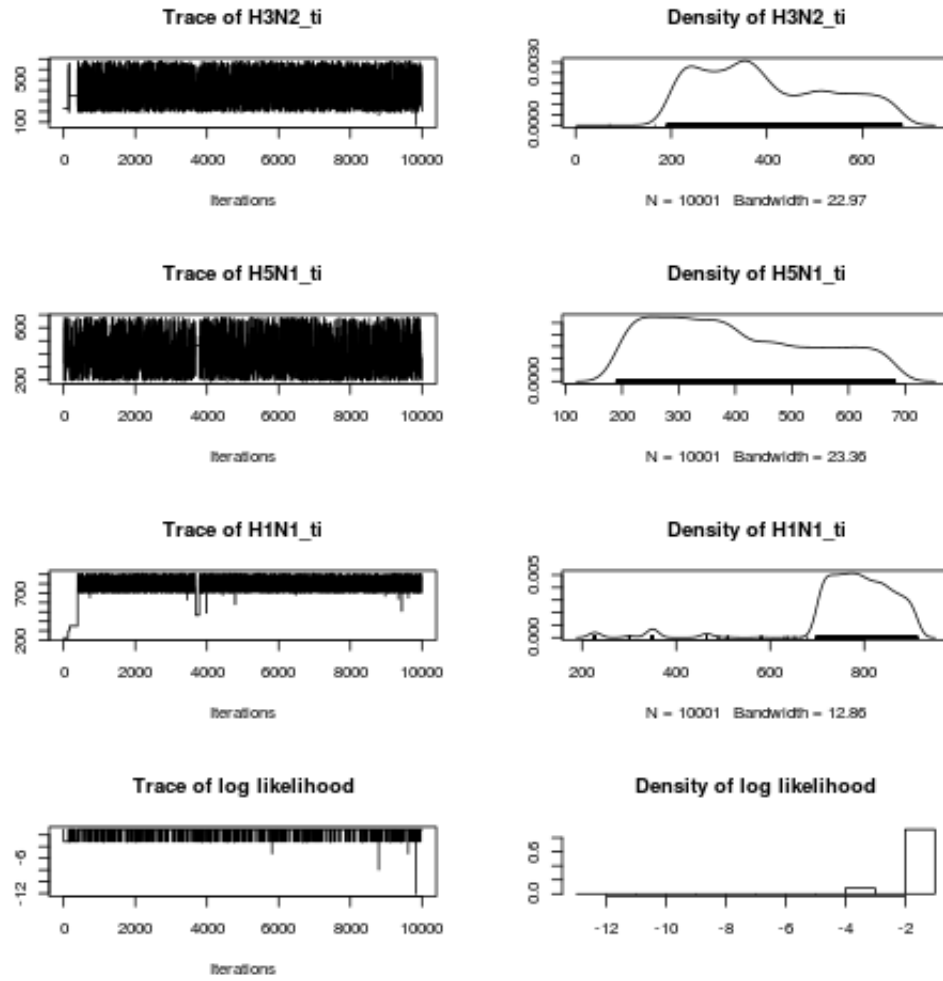 Trace of H3N2_ti
Density of H3N2_ti
100 500
0.0000 0.0030
0 2000 4000 6000 8000 10000
0 200 400 600
Iterations
N = 10001 Bandwidth = 22.97
Trace of H5N1_ti
Density of H5N1_ti
200 600
0.0000
0 2000 4000 6000 8000 10000
100 200 300 400 500 600 700
Iterations
N = 10001 Bandwidth = 23.36
Trace of H1N1_ti
Density of H1N1_ti
200 700
0.000 0.005
0 2000 4000 6000 8000 10000
200 400 600 800
Iterations
N = 10001 Bandwidth = 12.86
Trace of log likelihood
Density of log likelihood
-12 -6
0.0 0.6
0 2000 4000 6000 8000 10000
-12 -10 -8 -6 -4 -2
Iterations